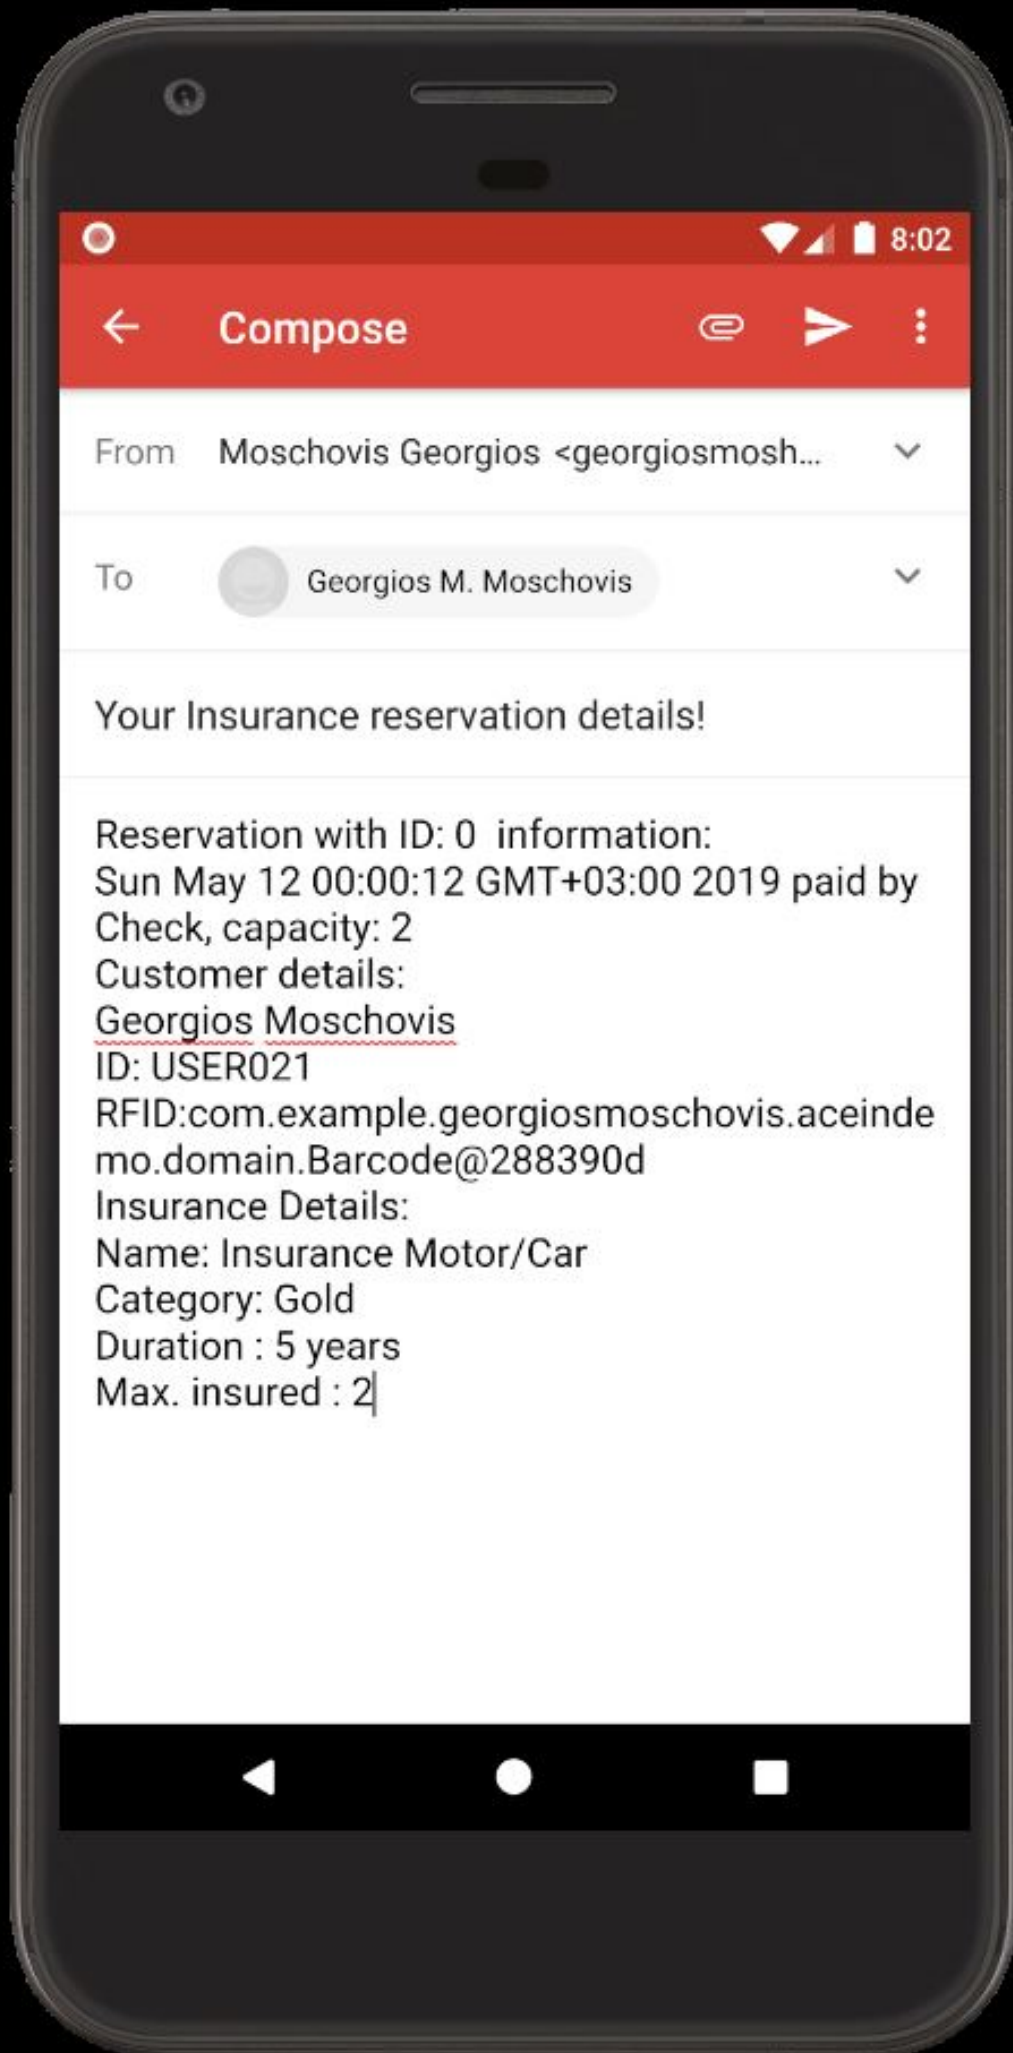 8:02
Compose
From Moschovis Georgios <georgiosmosh...
To Georgios M. Moschovis
Your Insurance reservation details!
Reservation with ID: 0  information:
Sun May 12 00:00:12 GMT+03:00 2019 paid by
Check, capacity: 2
Customer details:
Georgios Moschovis
ID: USER021
RFID:com.example.georgiosmoschovis.aceinde
mo.domain.Barcode@288390d
Insurance Details:
Name: Insurance Motor/Car
Category: Gold
Duration : 5 years
Max. insured : 2